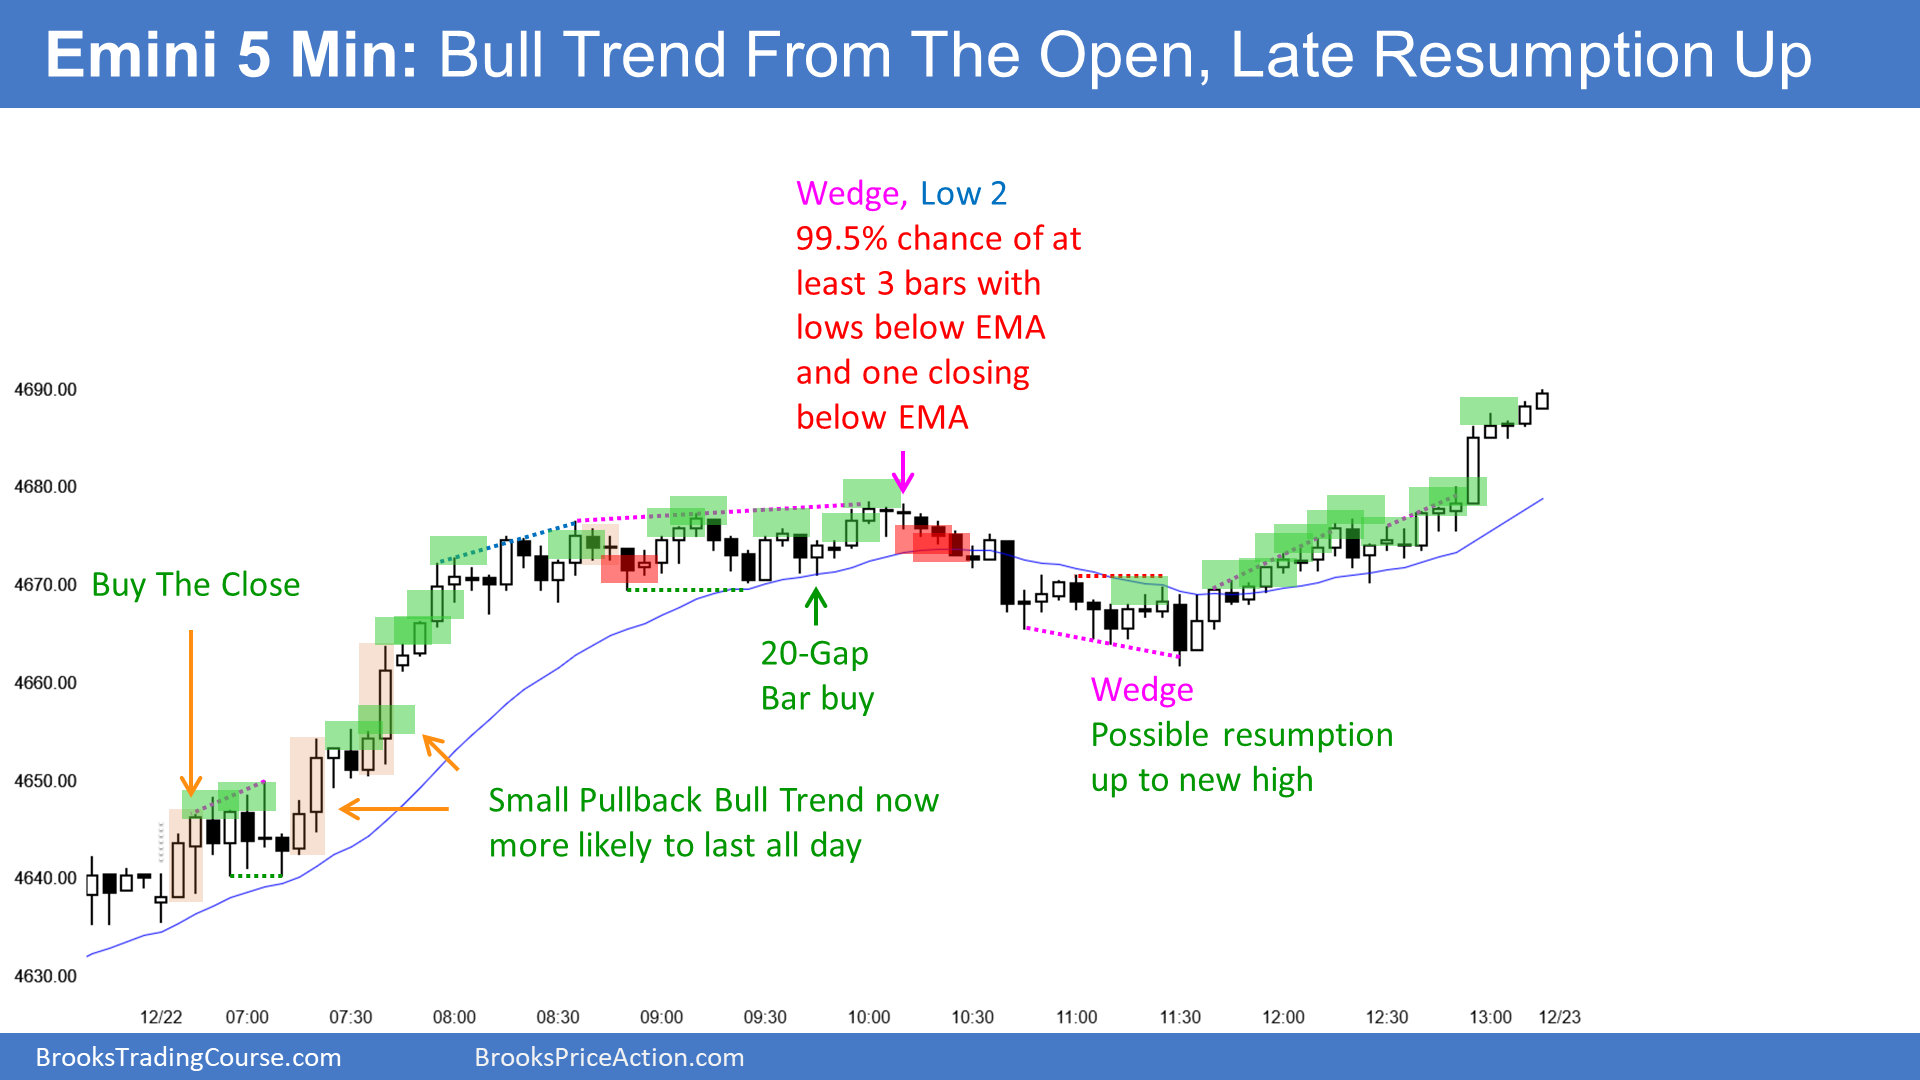 Emini 5 Min: Bull Trend From The Open, Late Resumption Up
Wedge, Low 2
99.5% chance of at
least 3 bars with
lows below EMA
and one closing
below EMA
Buy The Close
20-Gap
Bar buy
Small Pullback Bull Trend now
more likely to last all day
Wedge
Possible resumption
up to new high
4690.00
4680.00
4670.00
4660.00
4650.00
4640.00
4630.00
12/22 07:00 07:30 08:00 08:30 09:00 09:30 10:00 10:30 11:00 11:30 12:00 12:30 13:00 12/23
BrooksTradingCourse.com
BrooksPriceAction.com